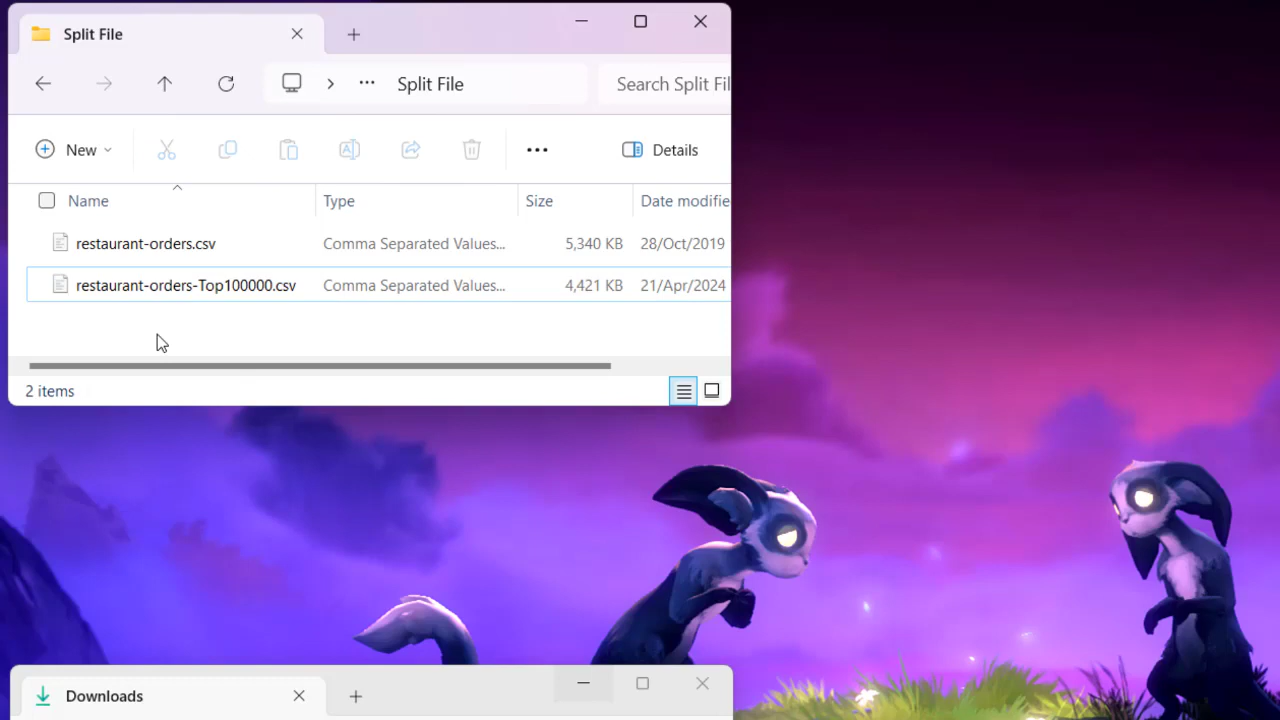 Split File
Split File
Search Split Fil
New
Details
Name Type Size Date modifie
restaurant-orders.csv Comma Separated Values... 5,340 KB 28/Oct/2019
restaurant-orders-Top100000.csv Comma Separated Values... 4,421 KB 21/Apr/2024
2 items
Downloads